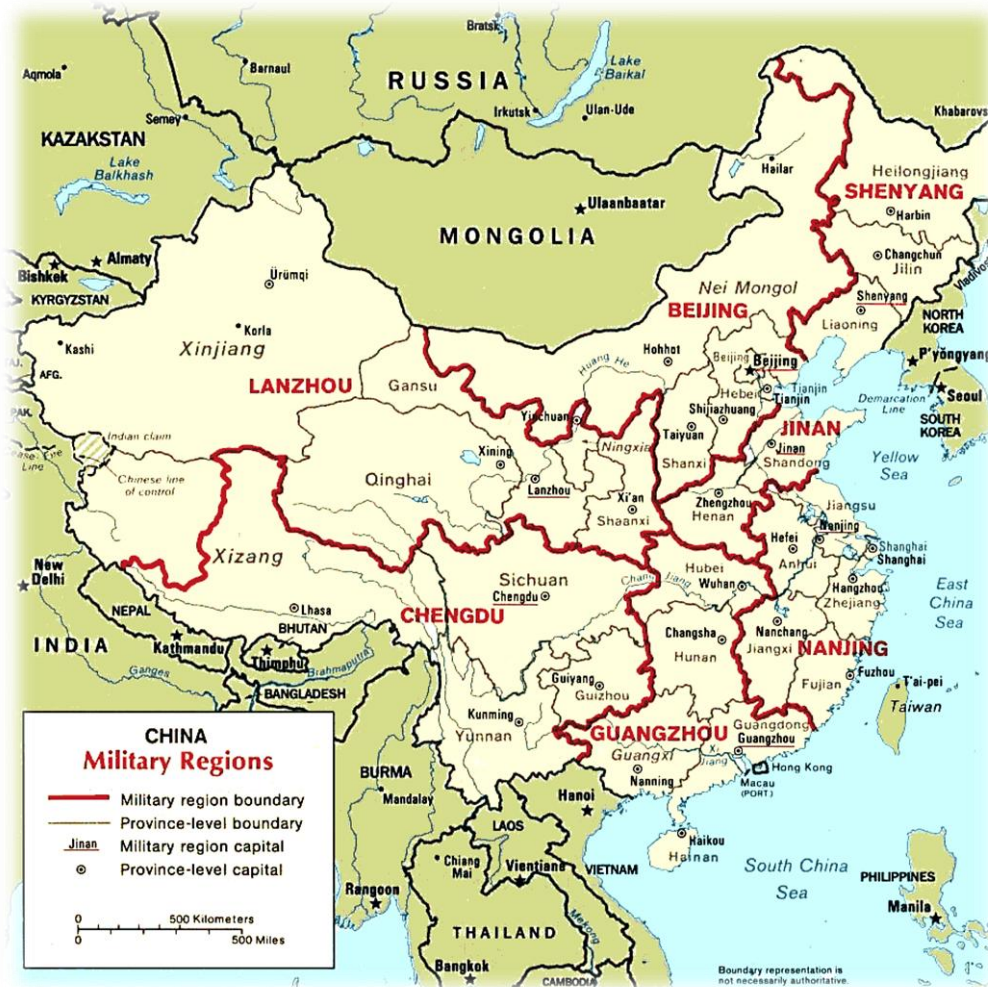 Bratsk
Lake
Baikal
Aqmola
Barnaul
RUSSIA
Irkutsk
Ulan-Ude
Semey
KAZAKSTAN
Lake
Balkhash
Khabarovs
Hailar
Heilongjiang
SHENYANG
Harbin
Ulaanbaatar
MONGOLIA
Changchun
Jilin
Vladivos
Almaty
Bishkek
KYRGYZSTAN
Ürümqi
Nei Mongol
BEIJING
Shenyang
Liaoning
NORTH
KOREA
P'yŏngyang
Korla
Kashi
Xinjiang
AFG.
LANZHOU
Gansu
Hohhot
Huang He
Beijing
Beijing
Hebei
Tianjin
Tianjin
Demarcation
Line
Seoul
SOUTH
KOREA
Shijiazhuang
Taiyuan
Shanxi
JINAN
Jinan
Shandong
Yellow
Sea
PAK.
Line
Indian claim
Chinese line
of control
Yinchuan
Ningxia
Xining
Qinghai
Lanzhou
Xi'an
Shaanxi
Zhengzhou
Henan
Jiangsu
Nanjing
Hefei
Anhui
Shanghai
Shanghai
Xizang
New
Delhi
NEPAL
Lhasa
Sichuan
Chengdu
CHENGDU
Chang Jiang
Hubei
Wuhan
Hangzhou
Zhejiang
East
China
Sea
INDIA
Kathmandu
BHUTAN
Thimphu
Ganges
Brahmaputra
BANGLADESH
Changsha
Hunan
Nanchang
Jiangxi
NANJING
Fuzhou
Fujian
Guiyang
Guizhou
T'ai-pei
Taiwan
Kunming
Yunnan
GUANGZHOU
Guangxi
Guangdong
Guangzhou
Xi
Jiang
Nanning
Hong Kong
Macau
(PORT.)
BURMA
Mandalay
Hanoi
LAOS
Haikou
Hainan
Chiang
Mai
Vientiane
VIETNAM
South China
Sea
PHILIPPINES
Manila
Rangoon
THAILAND
Mekong
Bangkok
CAMBODIA
CHINA
Military Regions
Military region boundary
Province-level boundary
Jinan
Military region capital
Province-level capital
0 500 Kilometers
0 500 Miles
Boundary representation is
not necessarily authoritative.